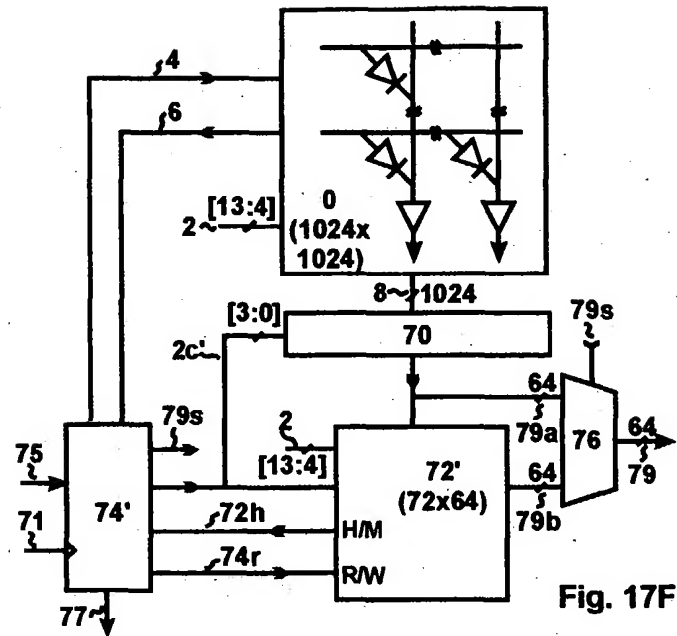 4
6
0
(1024x
1024)
[13:4]
2
8
1024
[3:0]
70
79s
2c'
64
79a
76
64
79
79s
2
[13:4]
72'
(72x64)
64
79b
75
74'
72h
H/M
71
74r
R/W
77
Fig. 17F